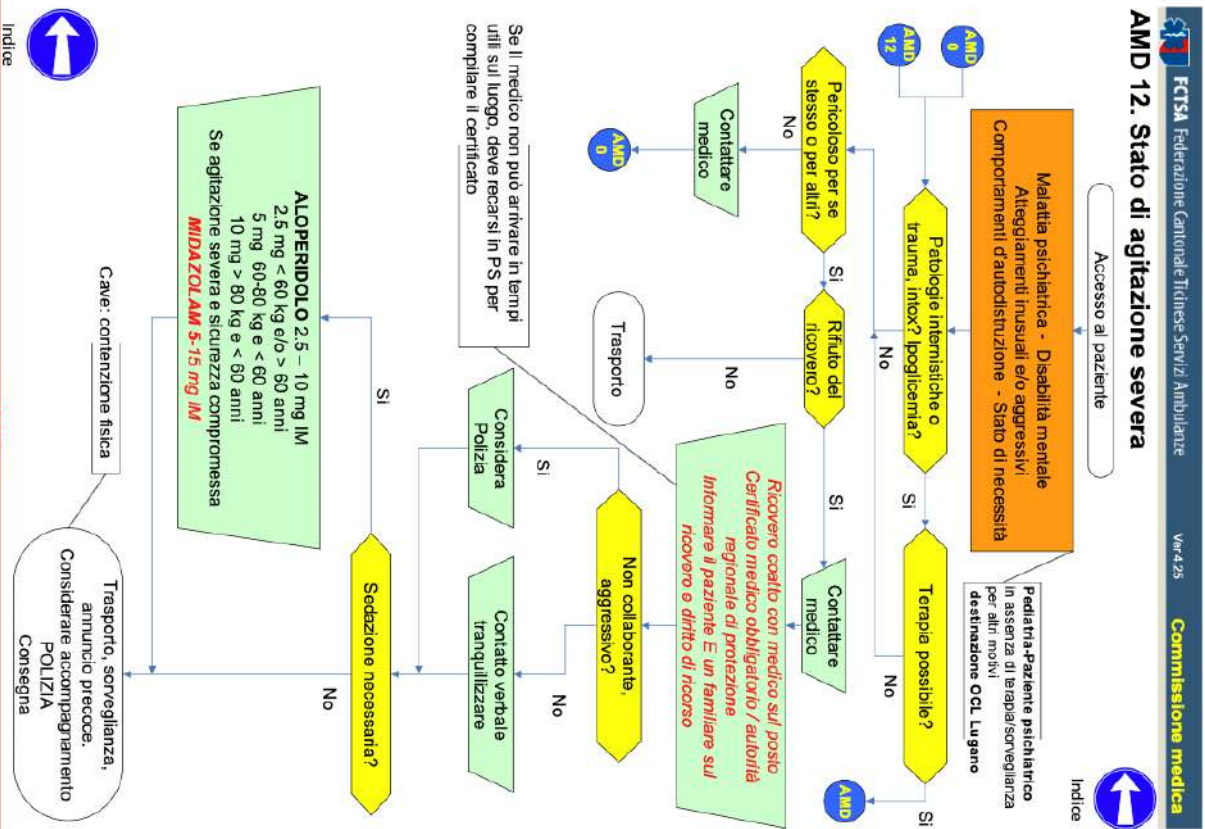 FCTSA Federazione Cantonale Ticinese Servizi Ambulanze
Ver 4.25
Commissione medica
AMD 12. Stato di agitazione severa
Indice
Accesso al paziente
Malattia psichiatrica - Disabilità mentale
Atteggiamenti inusuali e/o aggressivi
Comportamenti d'autodistruzione - Stato di necessità
Pediatria-Paziente psichiatrico
in assenza di terapia/sorveglianza
per altri motivi
destinazione OCL Lugano
AMD
0
AMD
12
Patologie internistiche o
trauma, intox? Ipoglicemia?
Si
No
Terapia possibile?
Si
No
AMD
Pericoloso per se
stesso o per altri?
Si
No
Rifiuto del
ricovero?
Si
No
Contattare
medico
Contattare
medico
AMD
0
Trasporto
Ricovero coatto con medico sul posto
Certificato medico obbligatorio / autorità
regionale di protezione
Informare il paziente E un familiare sul
ricovero e diritto di ricorso
Se Il medico non può arrivare in tempi
utili sul luogo, deve recarsi in PS per
compilare il certificato
Non collaborante,
aggressivo?
Si
No
Considera
Polizia
Contatto verbale
tranquillizzare
Sedazione necessaria?
Si
No
ALOPERIDOLO 2.5 – 10 mg IM
2.5 mg < 60 kg e/o > 60 anni
5 mg 60-80 kg e < 60 anni
10 mg > 80 kg e < 60 anni
Se agitazione severa e sicurezza compromessa
MIDAZOLAM 5-15 mg IM
Cave: contenzione fisica
Trasporto, sorveglianza,
annuncio precoce.
Considerare accompagnamento
POLIZIA
Consegna
Indice